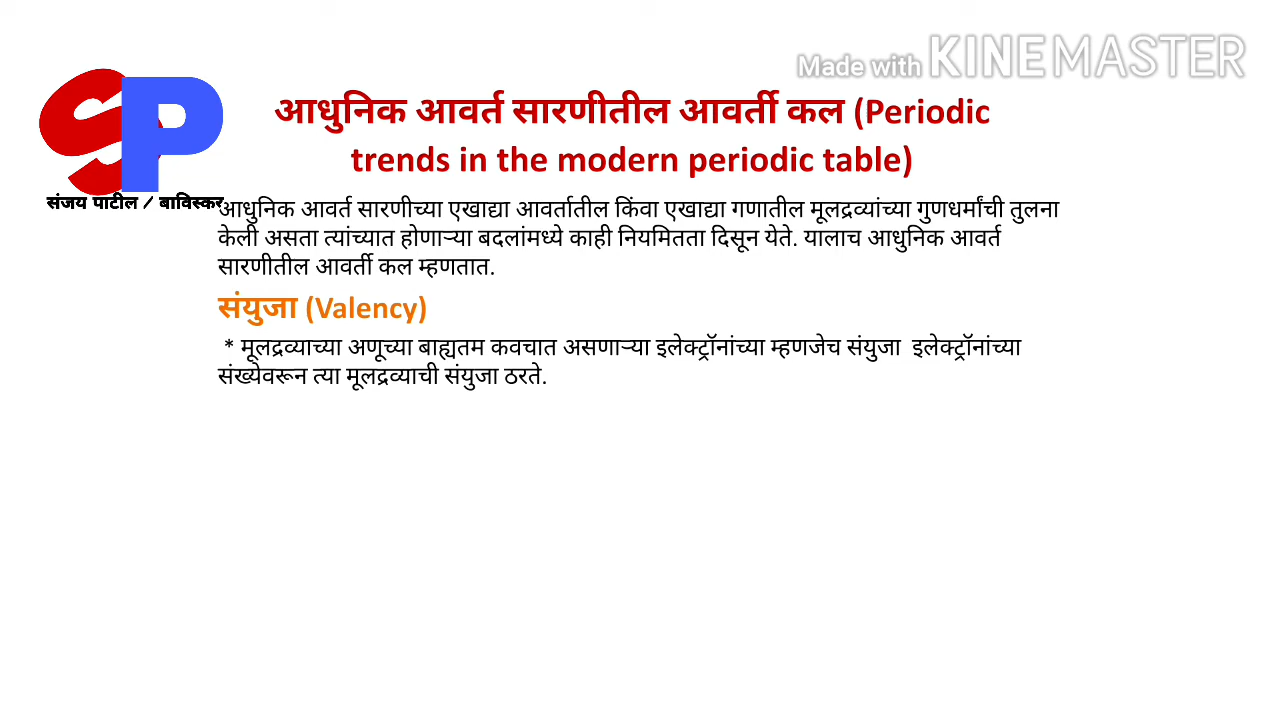 Made with KINEMASTER
SP
संजय पाटील / बाविस्कर
आधुनिक आवर्त सारणीतील आवर्ती कल (Periodic
trends in the modern periodic table)
आधुनिक आवर्त सारणीच्या एखाद्या आवर्तातील किंवा एखाद्या गणातील मूलद्रव्यांच्या गुणधर्मांची तुलना
केली असता त्यांच्यात होणाऱ्या बदलांमध्ये काही नियमितता दिसून येते. यालाच आधुनिक आवर्त
सारणीतील आवर्ती कल म्हणतात.
संयुजा (Valency)
* मूलद्रव्याच्या अणूच्या बाह्यतम कवचात असणाऱ्या इलेक्ट्रॉनांच्या म्हणजेच संयुजा इलेक्ट्रॉनांच्या
संख्येवरून त्या मूलद्रव्याची संयुजा ठरते.